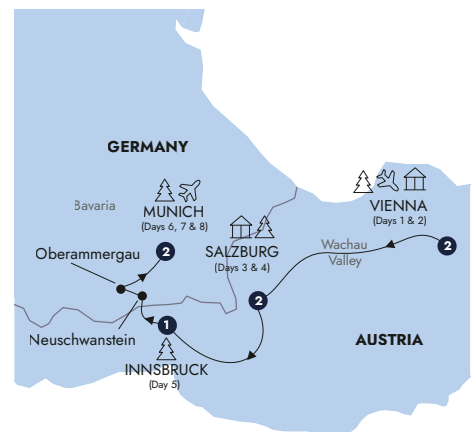 GERMANY
Bavaria
MUNICH
(Days 6, 7 & 8)
2
Oberammergau
Neuschwanstein
1
INNSBRUCK
(Day 5)
SALZBURG
(Days 3 & 4)
2
Wachau
Valley
VIENNA
(Days 1 & 2)
2
AUSTRIA